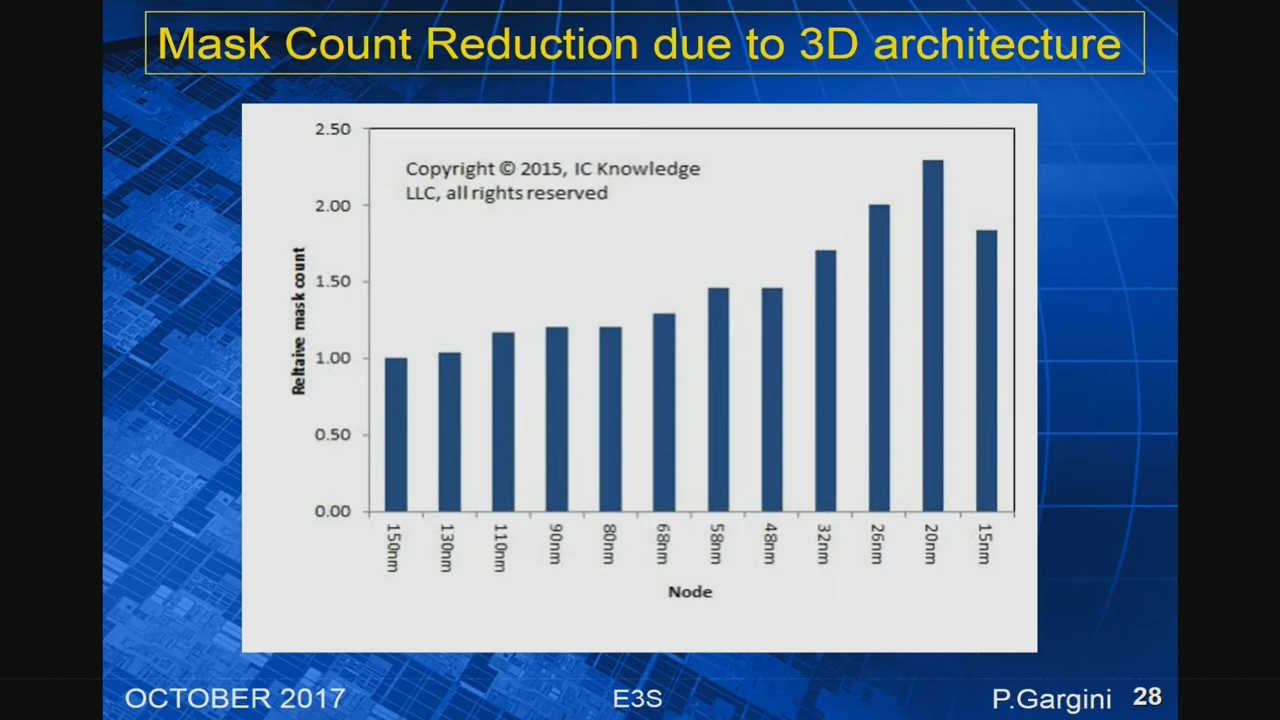 Mask Count Reduction due to 3D architecture
2.50
2.00
1.50
1.00
0.50
0.00
Copyright © 2015, IC Knowledge
LLC, all rights reserved
Reltaive mask count
150nm
130nm
110nm
90nm
80nm
68nm
58nm
48nm
32nm
26nm
20nm
15nm
Node
OCTOBER 2017
E3S
P.Gargini 28